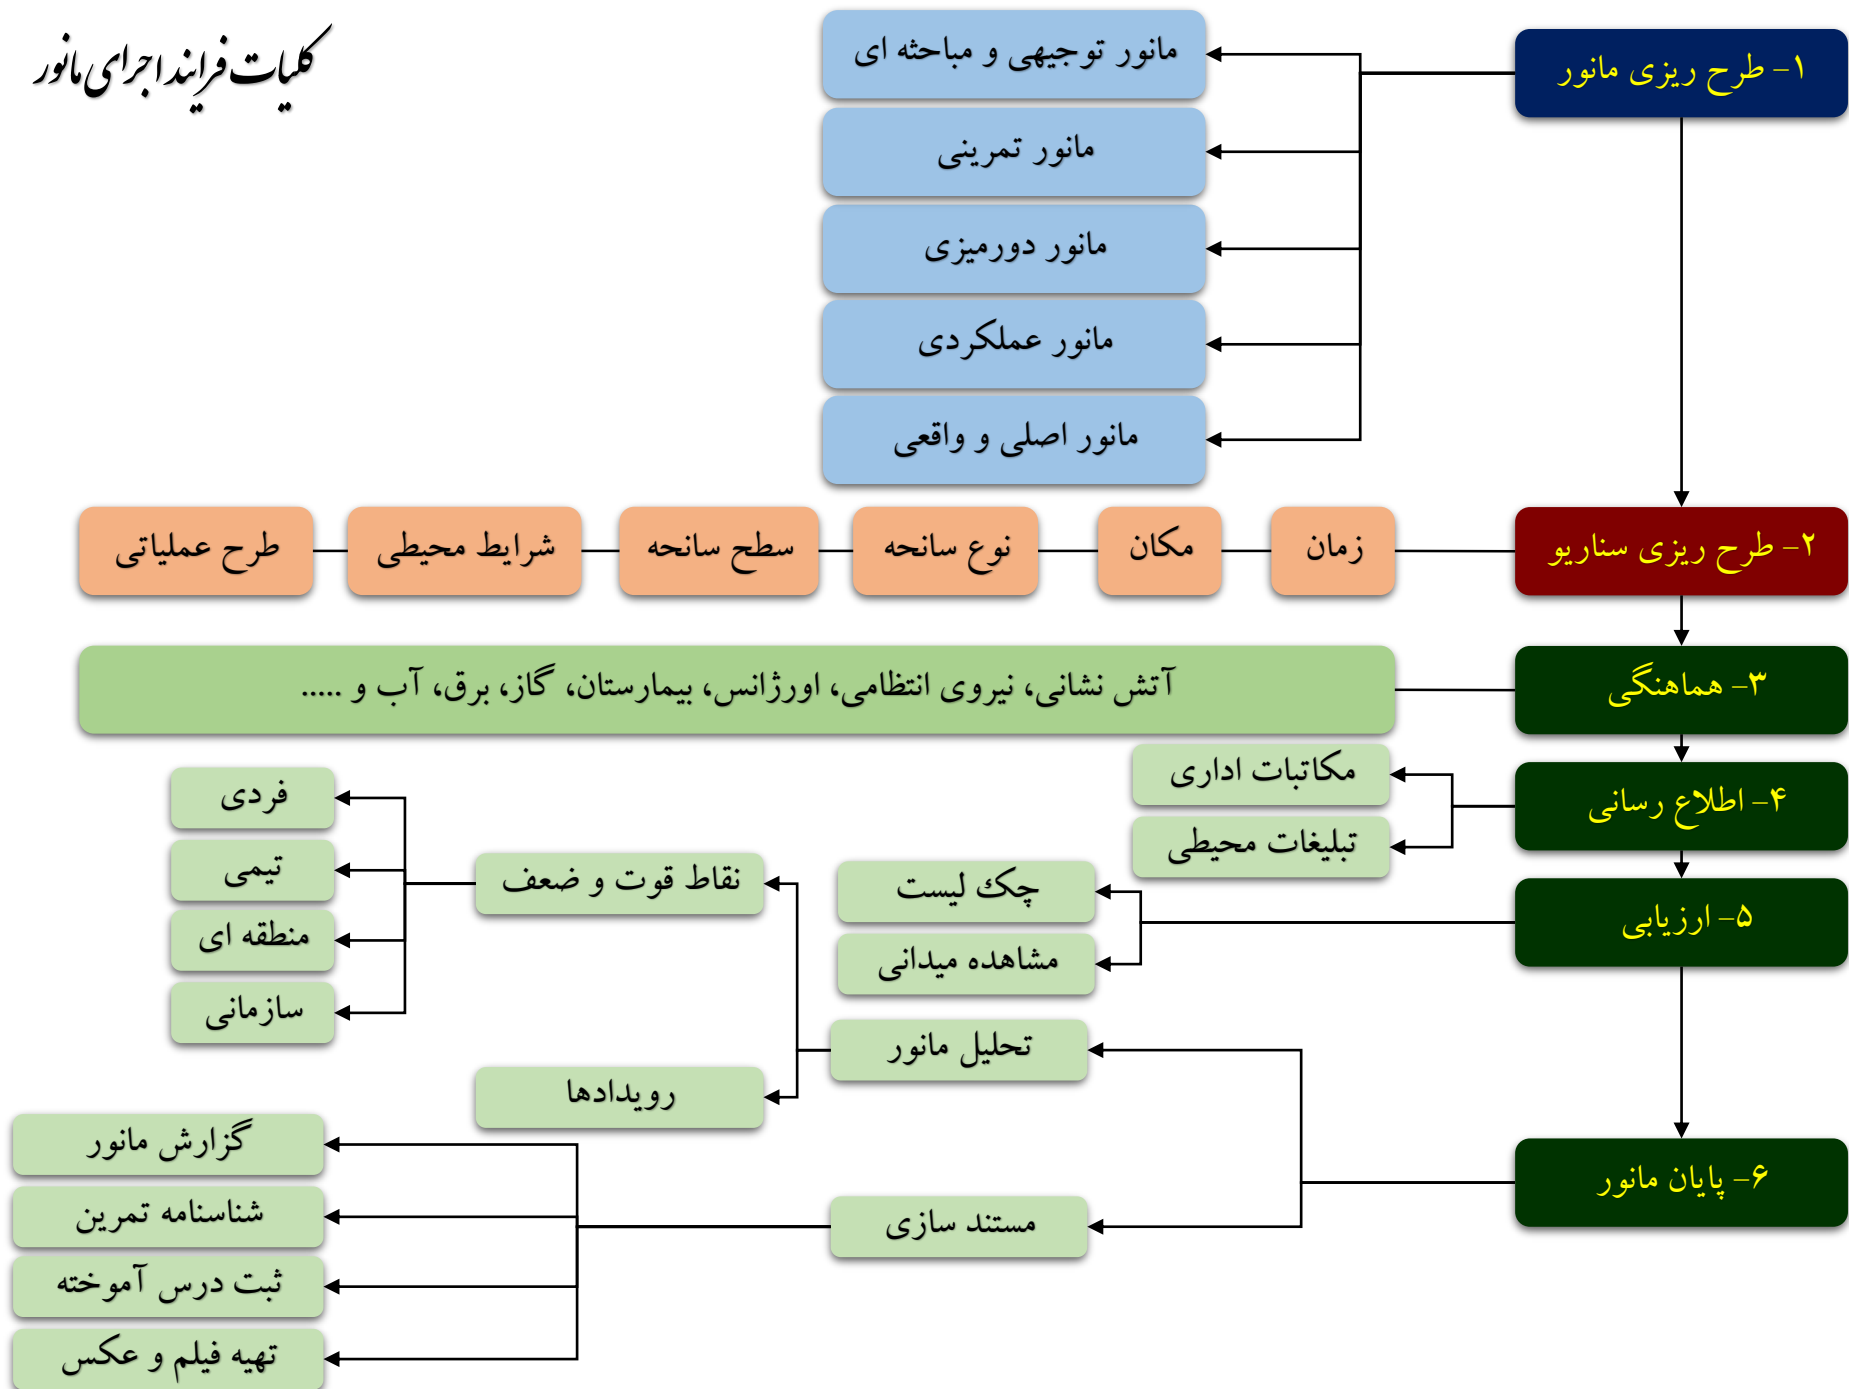 کلیات فرایند اجرای مانور
۱- طرح ریزی مانور
مانور توجیهی و مباحثه ای
مانور تمرینی
مانور دورمیزی
مانور عملکردی
مانور اصلی و واقعی
۲- طرح ریزی سناریو
زمان
مکان
نوع سانحه
سطح سانحه
شرایط محیطی
طرح عملیاتی
۳- هماهنگی
آتش نشانی، نیروی انتظامی، اورژانس، بیمارستان، گاز، برق، آب و .....
۴- اطلاع رسانی
مکاتبات اداری
تبلیغات محیطی
۵- ارزیابی
چک لیست
مشاهده میدانی
۶- پایان مانور
تحلیل مانور
نقاط قوت و ضعف
فردی
تیمی
منطقه ای
سازمانی
رویدادها
مستند سازی
گزارش مانور
شناسنامه تمرین
ثبت درس آموخته
تهیه فیلم و عکس